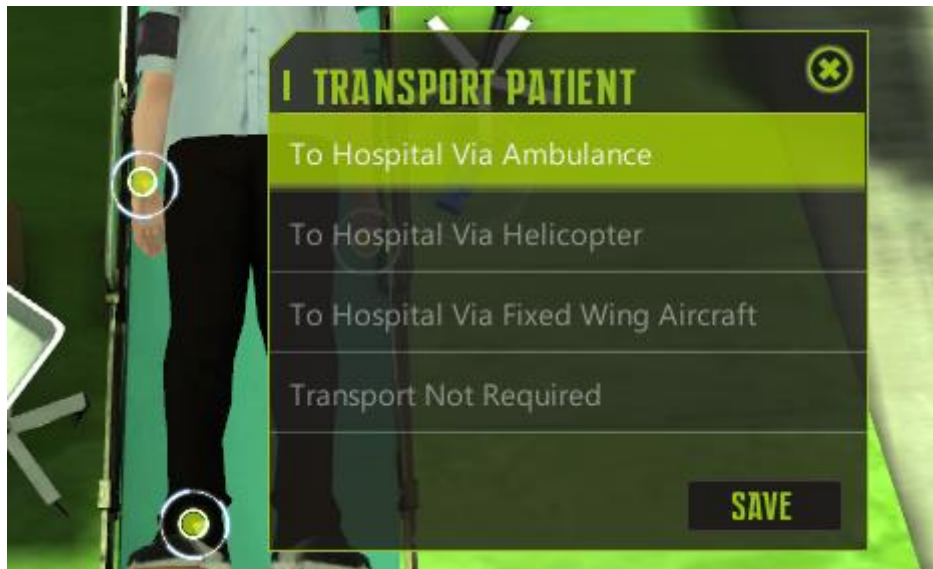 TRANSPORT PATIENT
To Hospital Via Ambulance
To Hospital Via Helicopter
To Hospital Via Fixed Wing Aircraft
Transport Not Required
SAVE